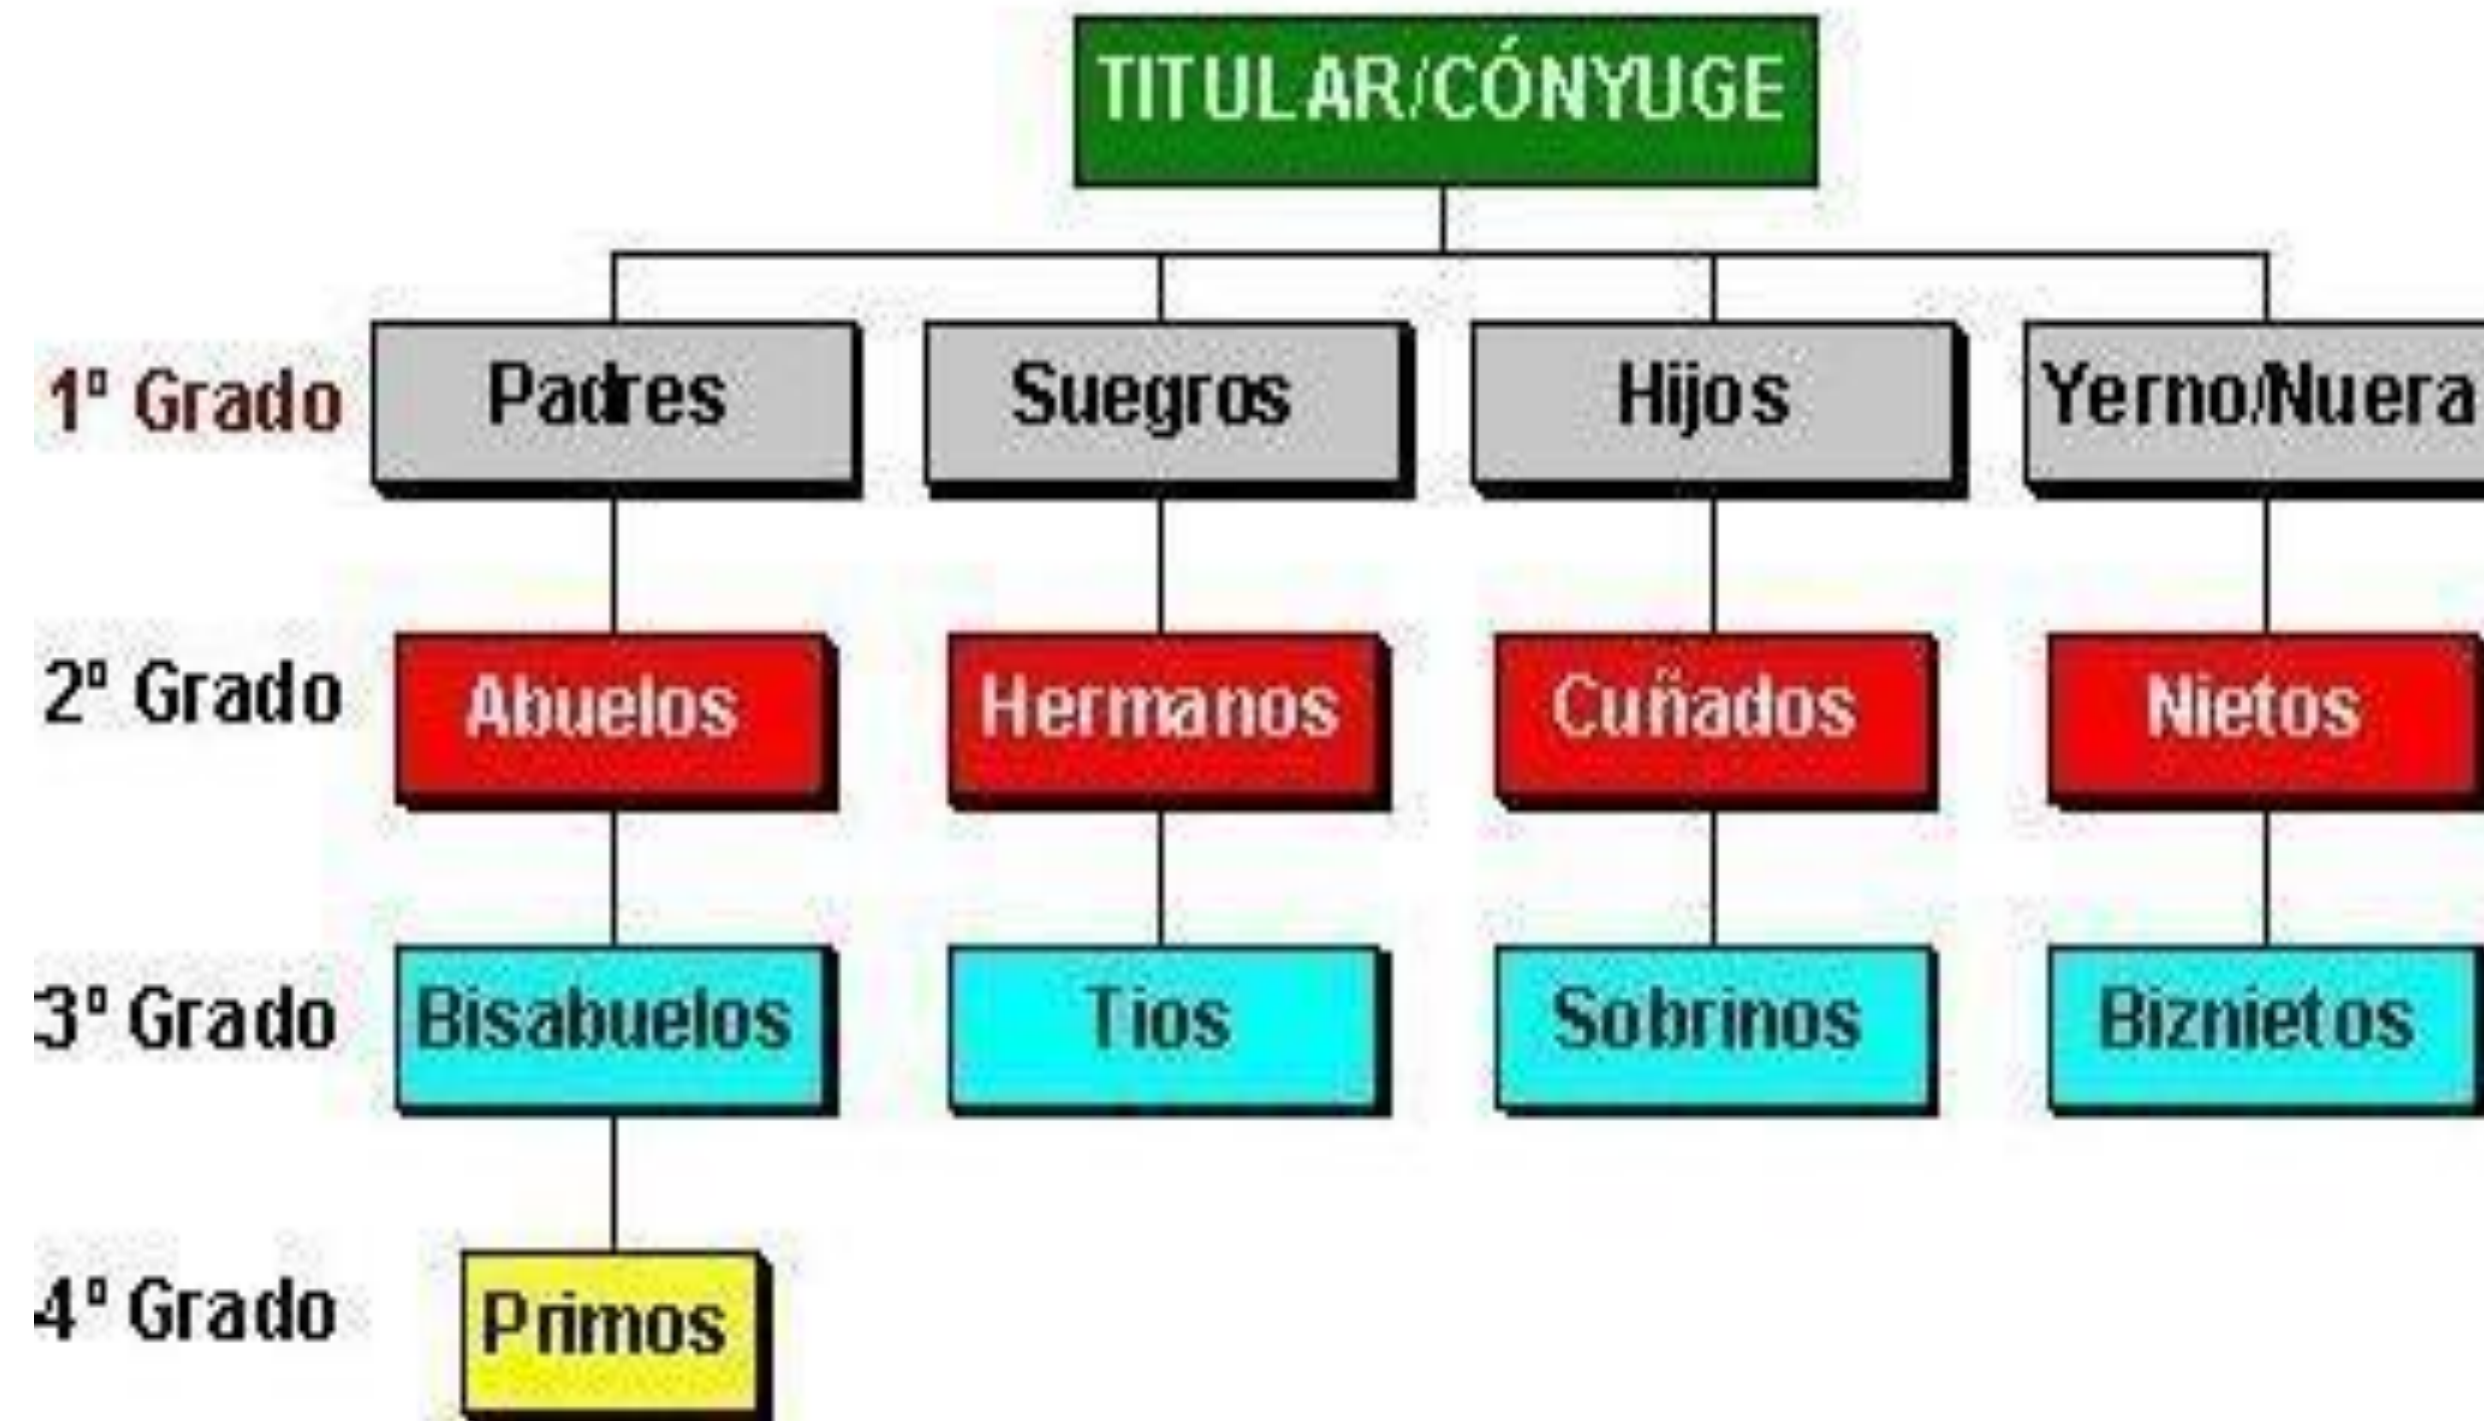 TITULAR/CÓNYUGE
1º Grado Padres Suegros Hijos Yerno/Nuera
2º Grado Abuelos Hermanos Cuñados Nietos
3º Grado Bisabuelos Tios Sobrinos Biznietos
4º Grado Primos